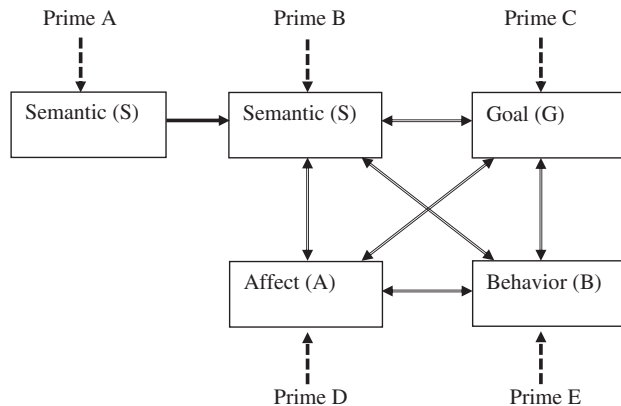 Prime A
Prime B
Prime C
Semantic (S)
Semantic (S)
Goal (G)
Affect (A)
Behavior (B)
Prime D
Prime E